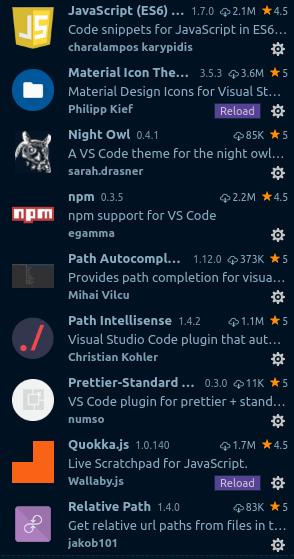 JS
JavaScript (ES6) ... 1.7.0 2.1M 4.5
Code snippets for JavaScript in ES6...
charalampos karypidis
Material Icon The... 3.5.3 3.6M 5
Material Design Icons for Visual St...
Philipp Kief Reload
Night Owl 0.4.1 85K 5
A VS Code theme for the night owl...
sarah.drasner
npm 0.3.5 2.2M 4.5
npm
npm support for VS Code
egamma
Path Autocompl... 1.12.0 373K 5
Provides path completion for visua...
Mihai Vilcu
Path Intellisense 1.4.2 1.1M 5
./
Visual Studio Code plugin that aut...
Christian Kohler
Prettier-Standard ... 0.3.0 11K 5
VS Code plugin for prettier + stand...
numso
Quokka.js 1.0.140 1.7M 4.5
Live Scratchpad for JavaScript.
Wallaby.js Reload
Relative Path 1.4.0 83K 5
Get relative url paths from files in t...
jakob101